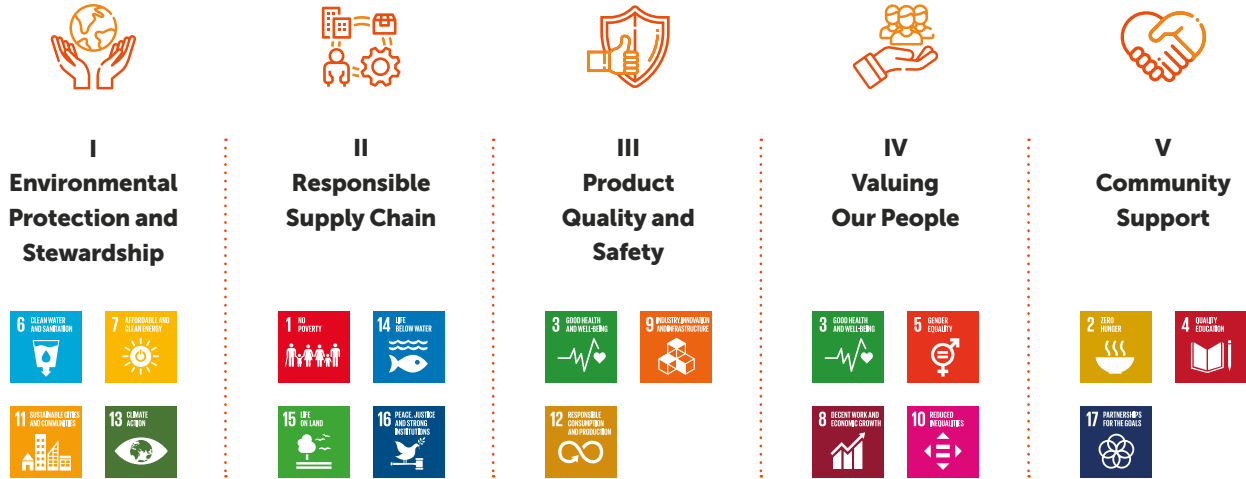 I
Environmental
Protection and
Stewardship
6 CLEAN WATER
AND SANITATION
7 AFFORDABLE AND
CLEAN ENERGY
11 SUSTAINABLE CITIES
AND COMMUNITIES
13 CLIMATE
ACTION
II
Responsible
Supply Chain
1 NO
POVERTY
14 LIFE
BELOW WATER
15 LIFE
ON LAND
16 PEACE, JUSTICE
AND STRONG
INSTITUTIONS
III
Product
Quality and
Safety
3 GOOD HEALTH
AND WELL-BEING
9 INDUSTRY, INNOVATION
AND INFRASTRUCTURE
12 RESPONSIBLE
CONSUMPTION
AND PRODUCTION
IV
Valuing
Our People
3 GOOD HEALTH
AND WELL-BEING
5 GENDER
EQUALITY
8 DECENT WORK AND
ECONOMIC GROWTH
10 REDUCED
INEQUALITIES
V
Community
Support
2 ZERO
HUNGER
4 QUALITY
EDUCATION
17 PARTNERSHIPS
FOR THE GOALS